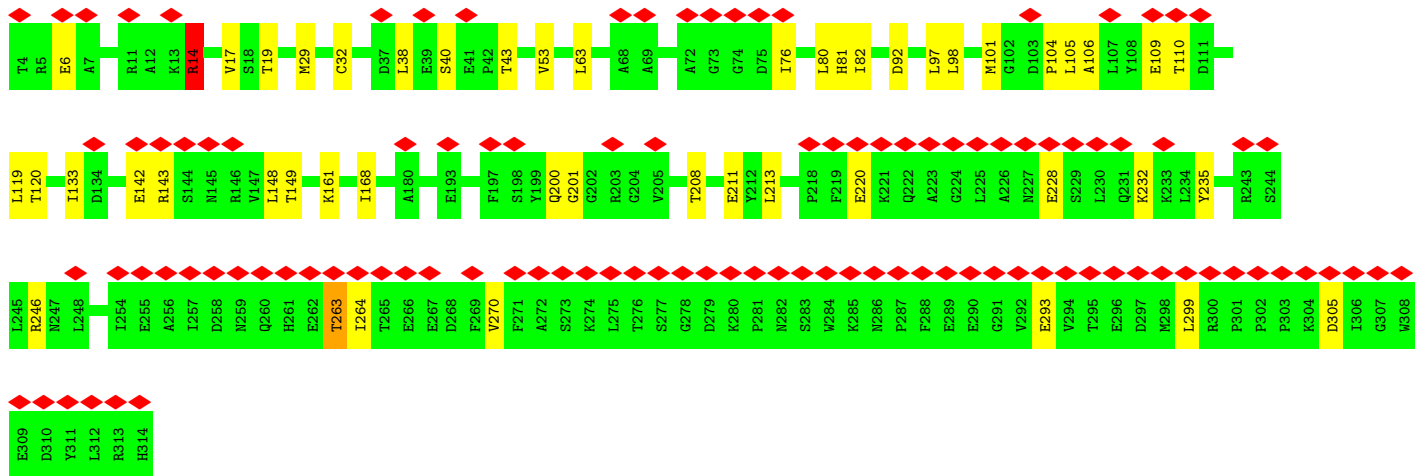 T4 R5 E6 A7 R11 A12 K13 R14 V17 S18 T19 M29 C32 D37 L38 E39 S40 E41 P42 T43 V53 L63 A68 A69 A72 G73 G74 D75 I76 L80 H81 I82 D92 L97 L98 M101 G102 D103 P104 L105 A106 L107 Y108 E109 T110 D111
L119 T120 I133 D134 E142 R143 S144 N145 R146 V147 L148 T149 K161 I168 A180 E193 F197 S198 Y199 Q200 G201 G202 R203 G204 V205 T208 E211 Y212 L213 P218 F219 E220 K221 Q222 A223 G224 L225 A226 N227 E228 S229 L230 Q231 K232 K233 L234 Y235 R243 S244
L245 R246 N247 L248 I254 E255 A256 I257 D258 N259 Q260 H261 E262 T263 I264 T265 E266 E267 D268 F269 V270 F271 A272 S273 K274 L275 T276 S277 G278 D279 K280 P281 N282 S283 W284 K285 N286 P287 F288 E289 E290 G291 V292 E293 V294 T295 E296 D297 M298 L299 R300 P301 P302 P303 K304 D305 I306 G307 W308
E309 D310 Y311 L312 R313 H314